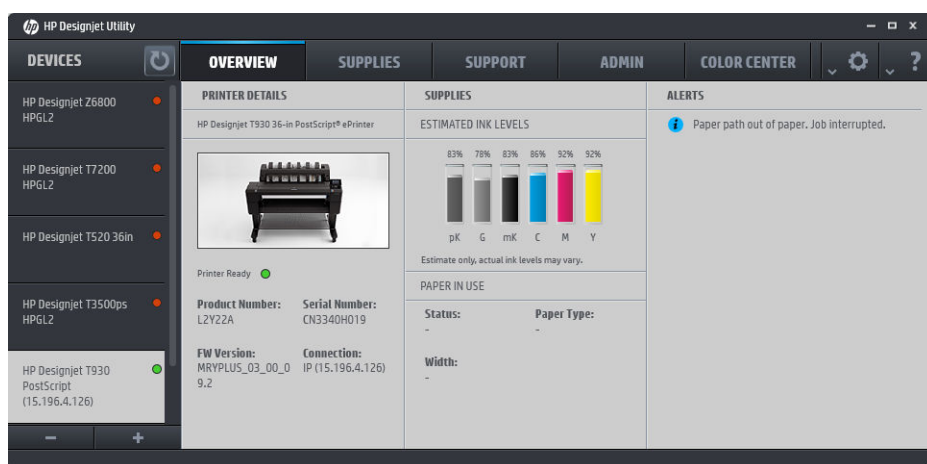 HP Designjet Utility
DEVICES
OVERVIEW
SUPPLIES
SUPPORT
ADMIN
COLOR CENTER
?
HP Designjet Z6800
HPGL2
HP Designjet T7200
HPGL2
HP Designjet T520 36in
HP Designjet T3500ps
HPGL2
HP Designjet T930
PostScript
(15.196.4.126)
PRINTER DETAILS
HP Designjet T930 36-in PostScript® ePrinter
Printer Ready
Product Number:
L2Y22A
Serial Number:
CN3340H019
FW Version:
MRYPLUS_03_00_0
9.2
Connection:
IP (15.196.4.126)
SUPPLIES
ESTIMATED INK LEVELS
83% 78% 83% 86% 92% 92%
pK G mK C M Y
Estimate only, actual ink levels may vary.
PAPER IN USE
Status:
-
Paper Type:
-
Width:
-
ALERTS
Paper path out of paper. Job interrupted.